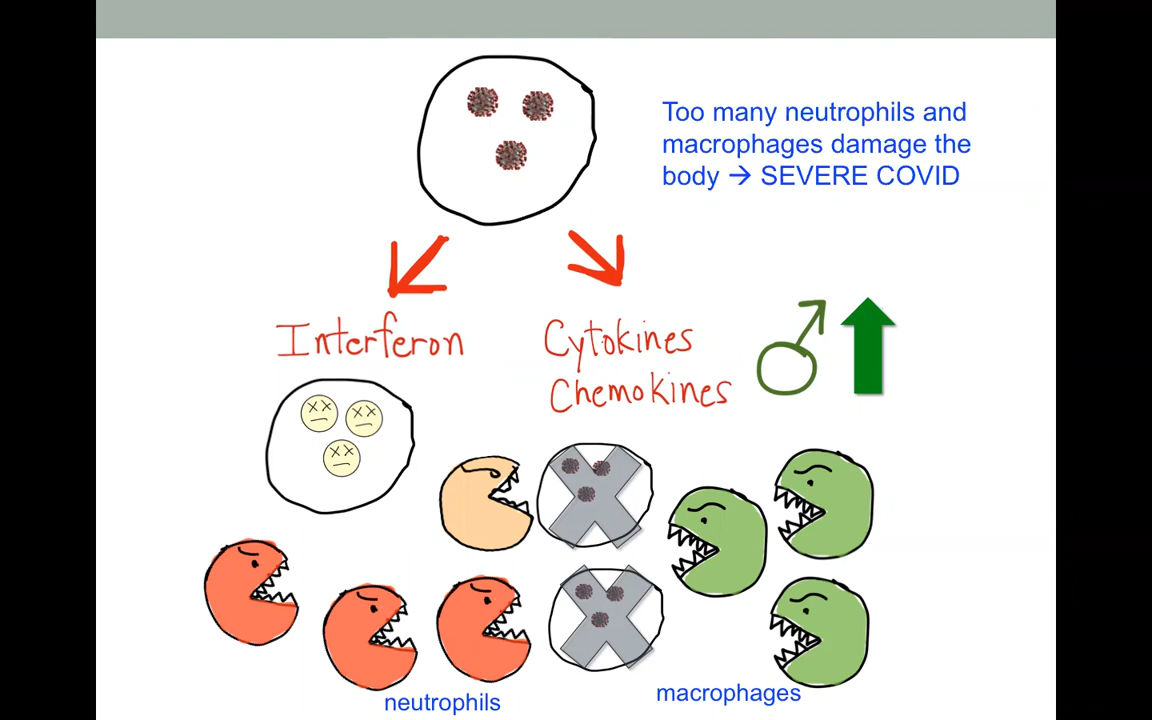 Too many neutrophils and
macrophages damage the
body → SEVERE COVID
Interferon
Cytokines
Chemokines
neutrophils
macrophages